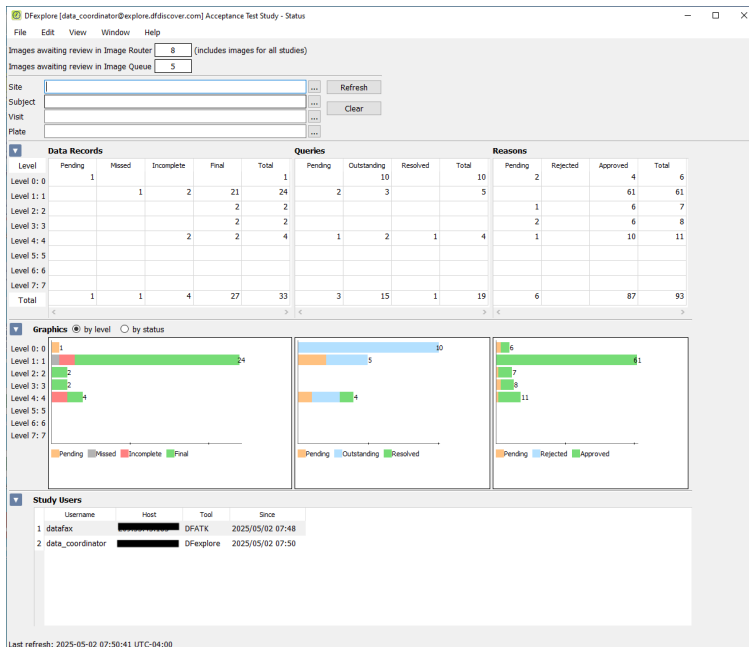 DFexplore [data_coordinator@explore.dfdiscover.com] Acceptance Test Study - Status
File Edit View Window Help
Images awaiting review in Image Router 8 (includes images for all studies)
Images awaiting review in Image Queue 5
Site ... Refresh
Subject ... Clear
Visit ...
Plate ...
Data Records Queries Reasons
Level Pending Missed Incomplete Final Total Pending Outstanding Resolved Total Pending Rejected Approved Total
Level 0: 0 1 1 10 10 2 4 6
Level 1: 1 1 2 21 24 2 3 5 61 61
Level 2: 2 2 2 1 6 7
Level 3: 3 2 2 2 6 8
Level 4: 4 2 2 4 1 2 1 4 1 10 11
Level 5: 5
Level 6: 6
Level 7: 7
Total 1 1 4 27 33 3 15 1 19 6 87 93
Graphics by level by status
Level 0: 0 1 10 6
Level 1: 1 24 5 61
Level 2: 2 2 7
Level 3: 3 2 8
Level 4: 4 4 4 11
Level 5: 5
Level 6: 6
Level 7: 7
Pending Missed Incomplete Final Pending Outstanding Resolved Pending Rejected Approved
Study Users
Username Host Tool Since
1 datafax DFATK 2025/05/02 07:48
2 data_coordinator DFexplore 2025/05/02 07:50
Last refresh: 2025-05-02 07:50:41 UTC-04:00